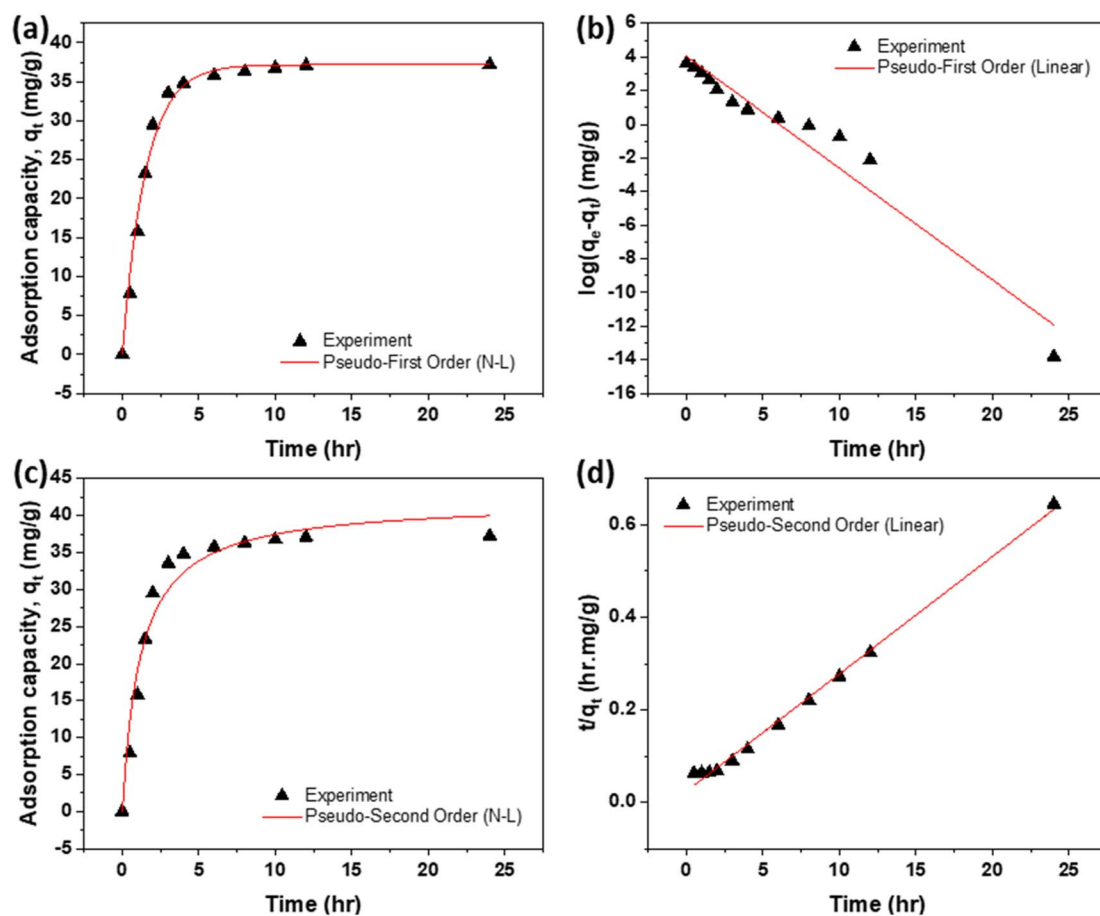 (a)
Adsorption capacity, qₜ (mg/g)
40
35
30
25
20
15
10
5
0
-5
▲ Experiment
Pseudo-First Order (N-L)
0 5 10 15 20 25
Time (hr)
(b)
log(qₑ-qₜ) (mg/g)
6
4
2
0
-2
-4
-6
-8
-10
-12
-14
-16
▲ Experiment
Pseudo-First Order (Linear)
0 5 10 15 20 25
Time (hr)
(c)
Adsorption capacity, qₜ (mg/g)
45
40
35
30
25
20
15
10
5
0
-5
▲ Experiment
Pseudo-Second Order (N-L)
0 5 10 15 20 25
Time (hr)
(d)
t/qₜ (hr.mg/g)
0.6
0.4
0.2
0.0
▲ Experiment
Pseudo-Second Order (Linear)
0 5 10 15 20 25
Time (hr)